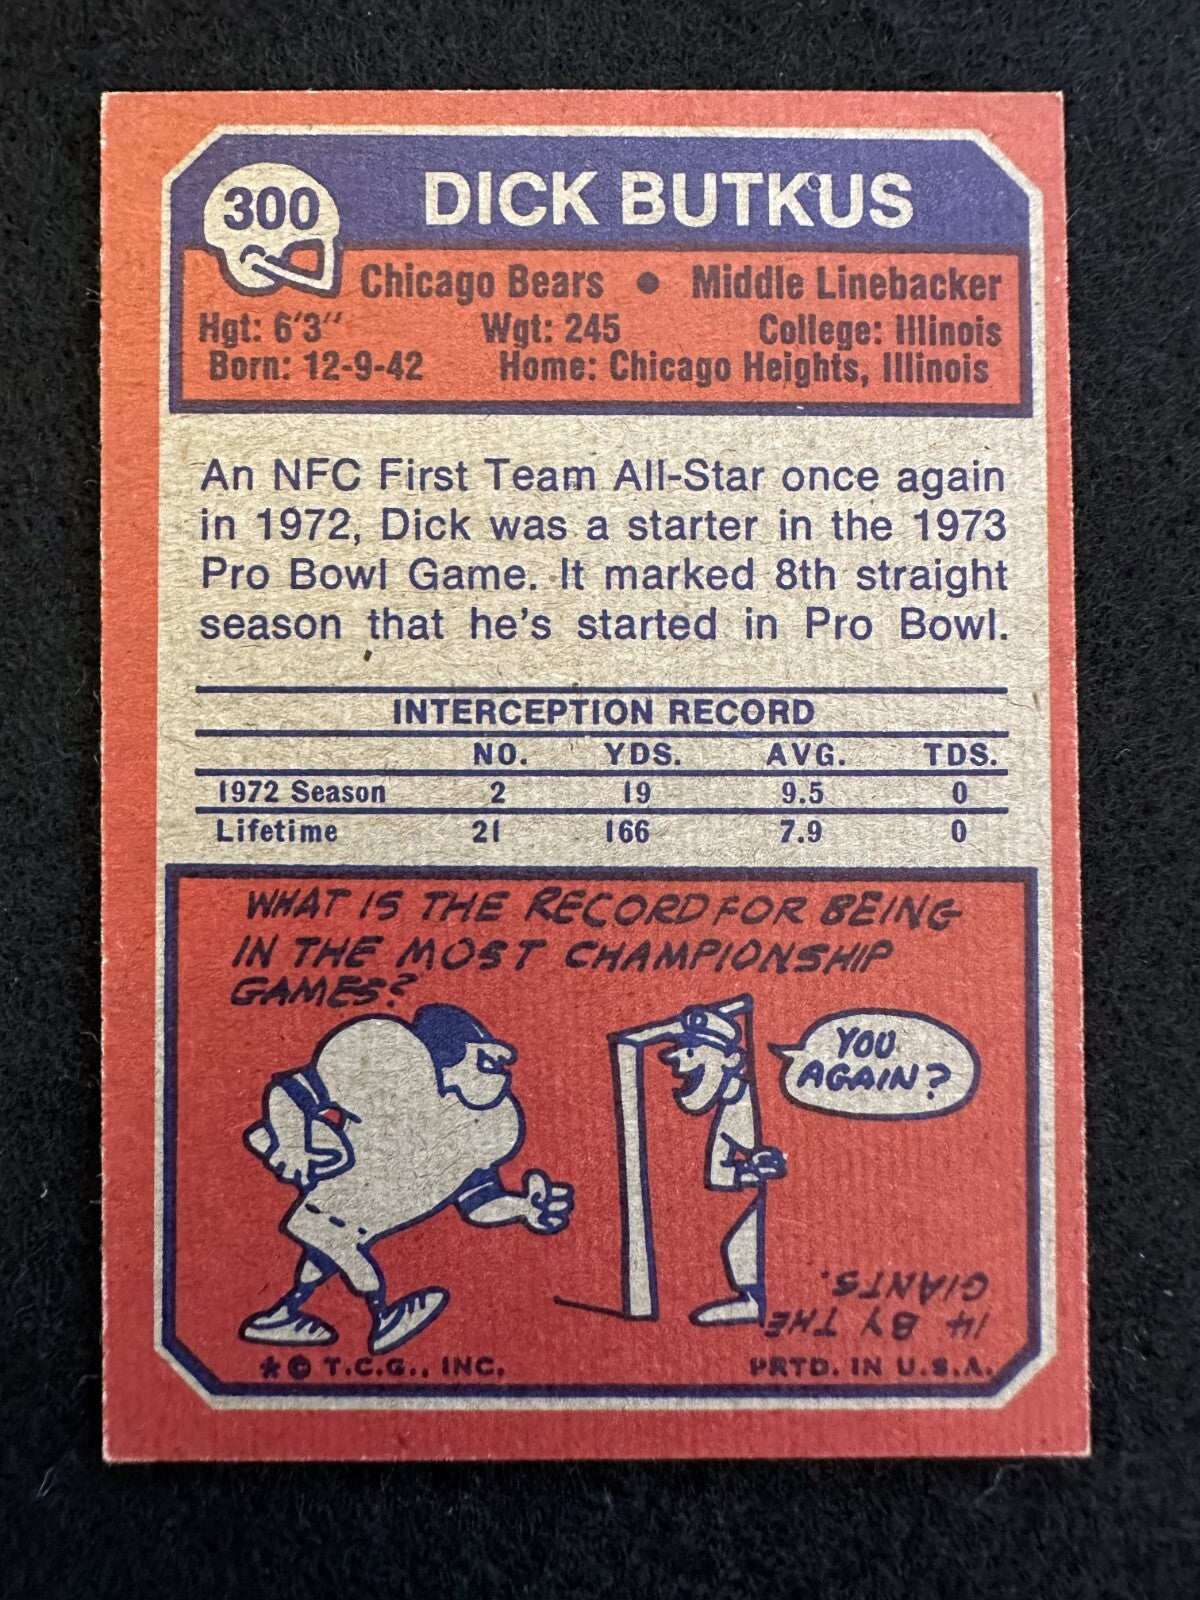 300
DICK BUTKUS
Chicago Bears • Middle Linebacker
Hgt: 6'3" Wgt: 245 College: Illinois
Born: 12-9-42 Home: Chicago Heights, Illinois
An NFC First Team All-Star once again
in 1972, Dick was a starter in the 1973
Pro Bowl Game. It marked 8th straight
season that he's started in Pro Bowl.
INTERCEPTION RECORD
NO. YDS. AVG. TDS.
1972 Season 2 19 9.5 0
Lifetime 21 166 7.9 0
WHAT IS THE RECORD FOR BEING
IN THE MOST CHAMPIONSHIP
GAMES?
YOU
AGAIN?
14 BY THE
GIANTS.
* © T.C.G., INC. PRTD. IN U.S.A.